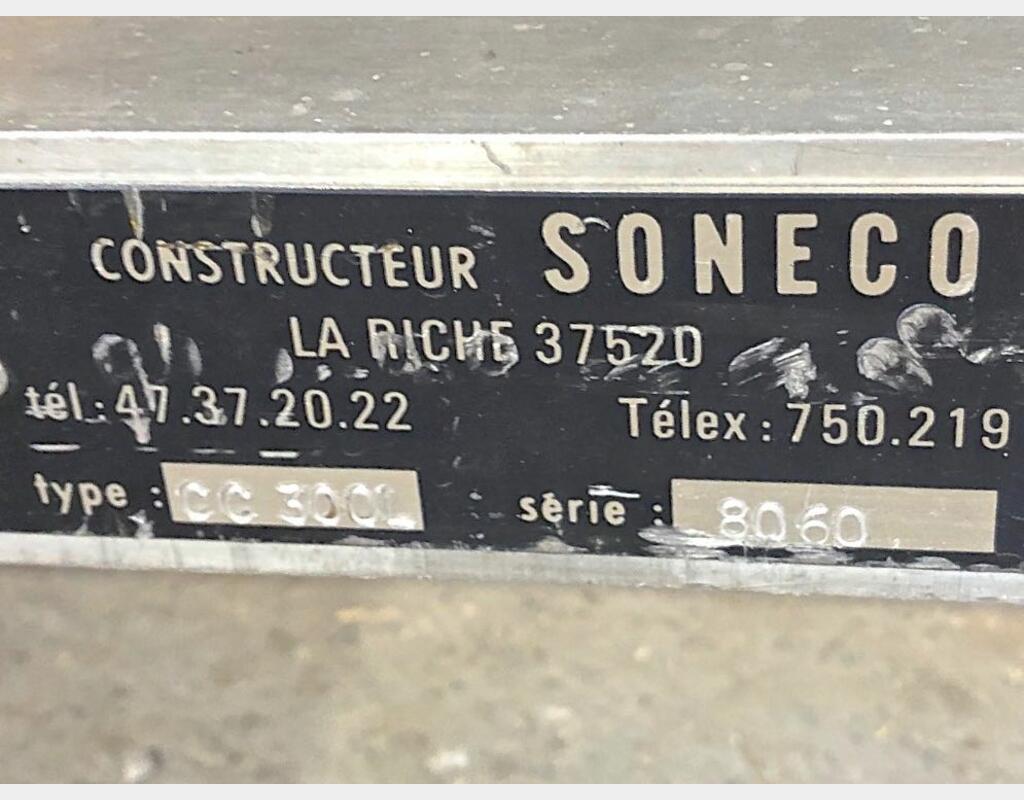 CONSTRUCTEUR SONECO
LA RICHE 37520
tél.: 47.37.20.22 Télex : 750.219
type : CC 300L série : 8060